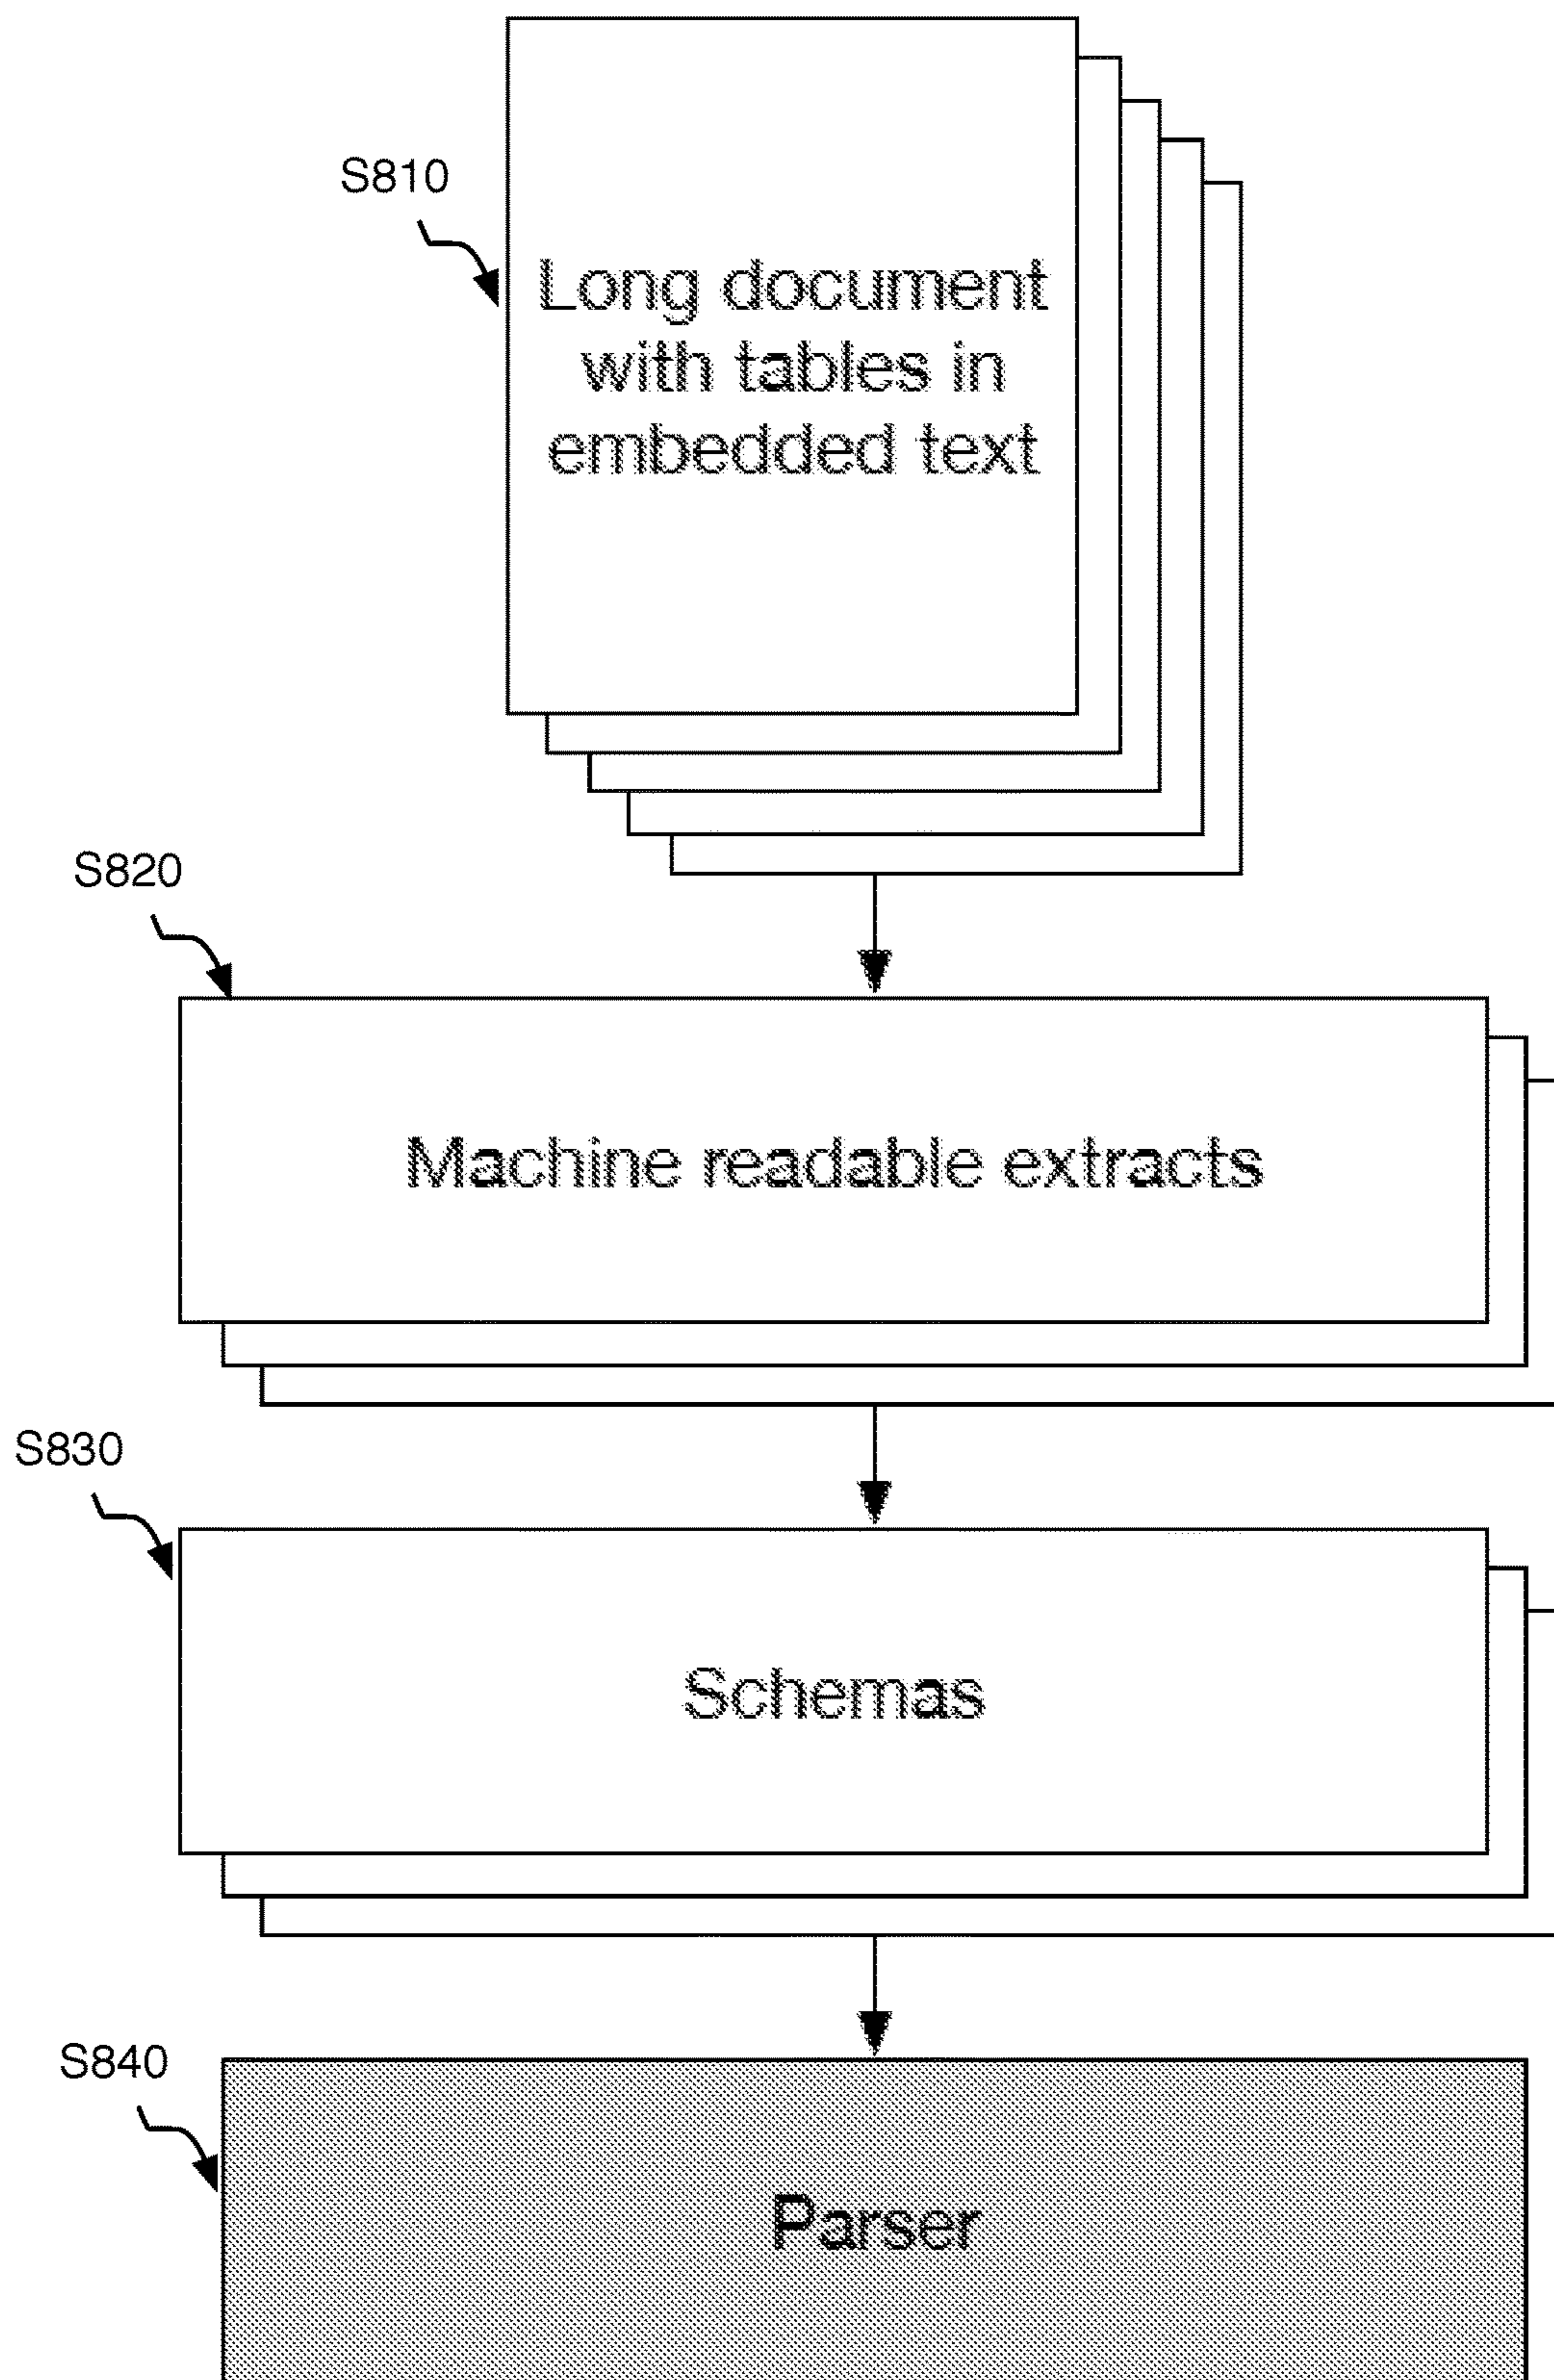 S810
Long document
with tables in
embedded text
S820
Machine readable extracts
S830
Schemas
S840
Parser